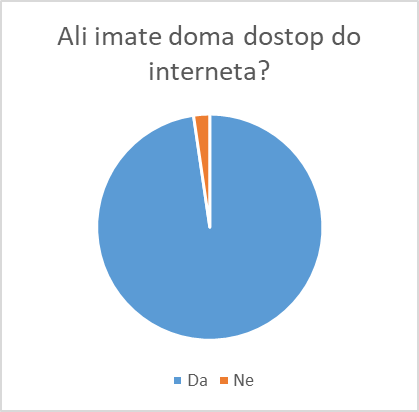 Ali imate doma dostop do
interneta?
Da Ne